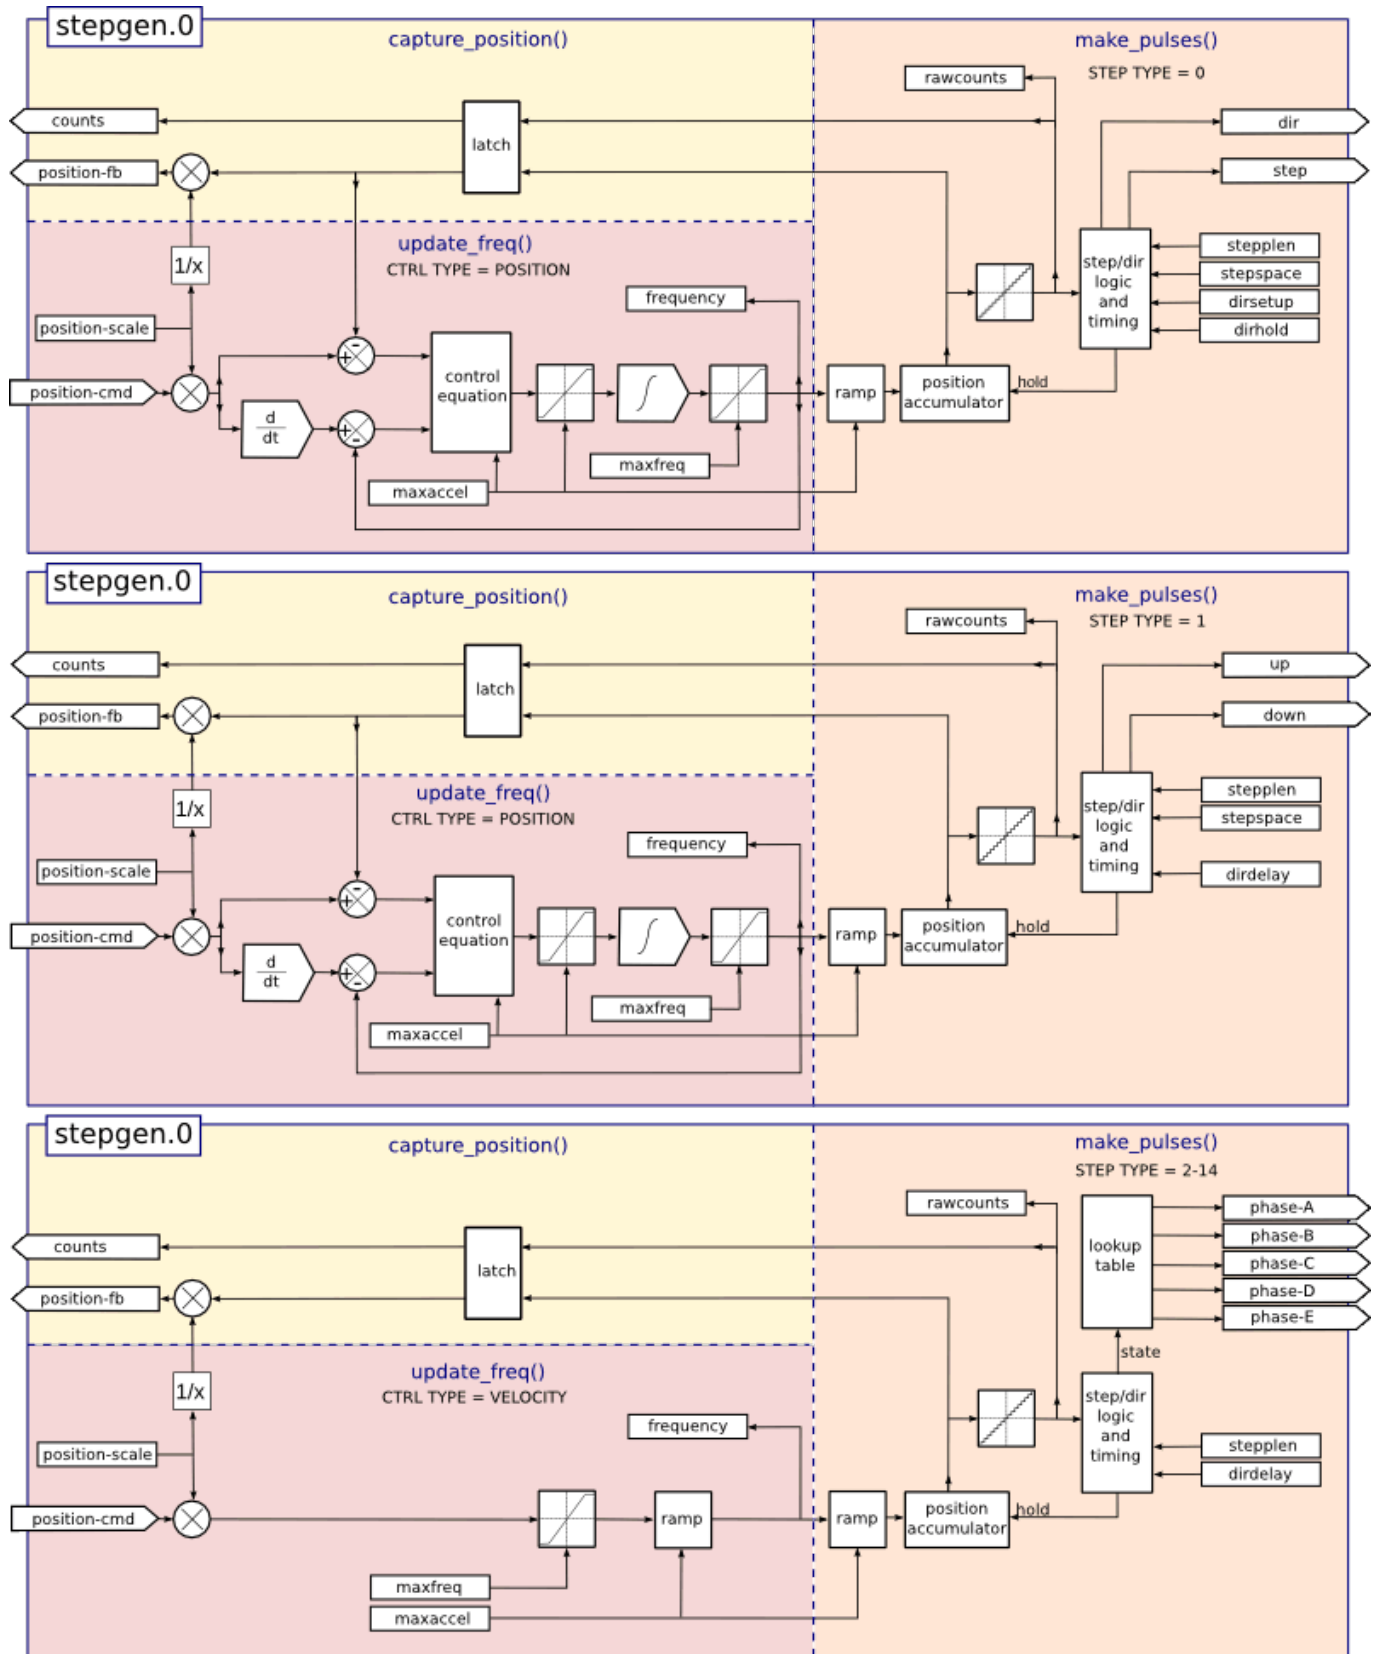 stepgen.0
capture_position()
make_pulses()
STEP TYPE = 0
rawcounts
counts
latch
dir
position-fb
step
update_freq()
CTRL TYPE = POSITION
1/x
frequency
step/dir
logic
and
timing
stepplen
stepspace
dirsetup
dirhold
position-scale
position-cmd
control
equation
ramp
position
accumulator
hold
d
dt
maxfreq
maxaccel
stepgen.0
capture_position()
make_pulses()
STEP TYPE = 1
rawcounts
counts
latch
up
position-fb
down
update_freq()
CTRL TYPE = POSITION
1/x
frequency
step/dir
logic
and
timing
stepplen
stepspace
dirdelay
position-scale
position-cmd
control
equation
ramp
position
accumulator
hold
d
dt
maxfreq
maxaccel
stepgen.0
capture_position()
make_pulses()
STEP TYPE = 2-14
rawcounts
counts
latch
lookup
table
phase-A
phase-B
phase-C
phase-D
phase-E
position-fb
state
update_freq()
CTRL TYPE = VELOCITY
1/x
frequency
step/dir
logic
and
timing
stepplen
dirdelay
position-scale
position-cmd
ramp
ramp
position
accumulator
hold
maxfreq
maxaccel